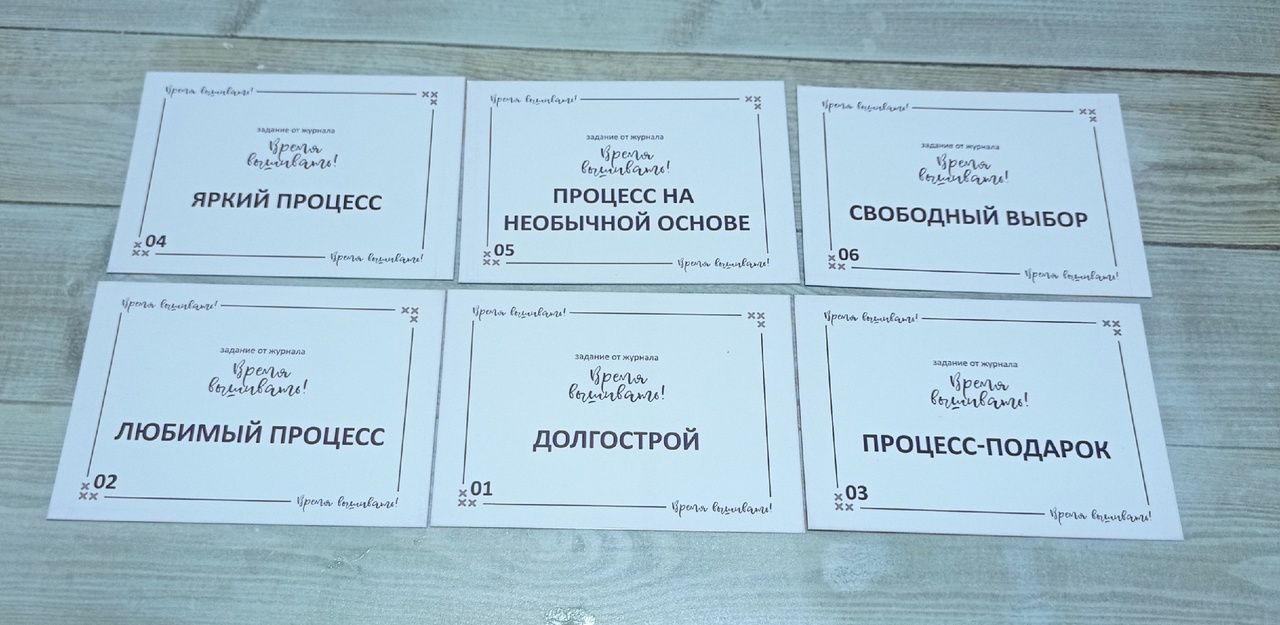 Время вышивать!
задание от журнала
Время
вышивать!
ЯРКИЙ ПРОЦЕСС
04
Время вышивать!
Время вышивать!
задание от журнала
Время
вышивать!
ПРОЦЕСС НА
НЕОБЫЧНОЙ ОСНОВЕ
05
Время вышивать!
Время вышивать!
задание от журнала
Время
вышивать!
СВОБОДНЫЙ ВЫБОР
06
Время вышивать!
Время вышивать!
задание от журнала
Время
вышивать!
ЛЮБИМЫЙ ПРОЦЕСС
02
Время вышивать!
Время вышивать!
задание от журнала
Время
вышивать!
ДОЛГОСТРОЙ
01
Время вышивать!
Время вышивать!
задание от журнала
Время
вышивать!
ПРОЦЕСС-ПОДАРОК
03
Время вышивать!